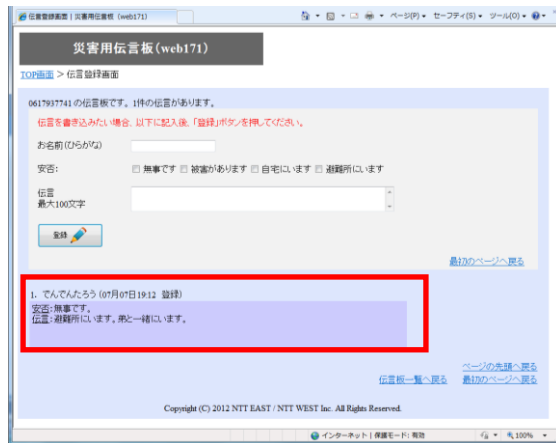 伝言登録画面 | 災害用伝言板 (web171)
ページ(P) セーフティ(S) ツール(O)
災害用伝言板(web171)
TOP画面 > 伝言登録画面
0617937741 の伝言板です。1件の伝言があります。
伝言を書き込みたい場合、以下に記入後、「登録」ボタンを押してください。
お名前(ひらがな)
安否: 無事です 被害があります 自宅にいます 避難所にいます
伝言
最大100文字
登録
最初のページへ戻る
1. でんでんたろう (07月07日19:12 登録)
安否:無事です。
伝言:避難所にいます。弟と一緒にいます。
ページの先頭へ戻る
伝言板一覧へ戻る 最初のページへ戻る
Copyright (C) 2012 NTT EAST / NTT WEST Inc. All Rights Reserved.
インターネット | 保護モード: 有効 100%